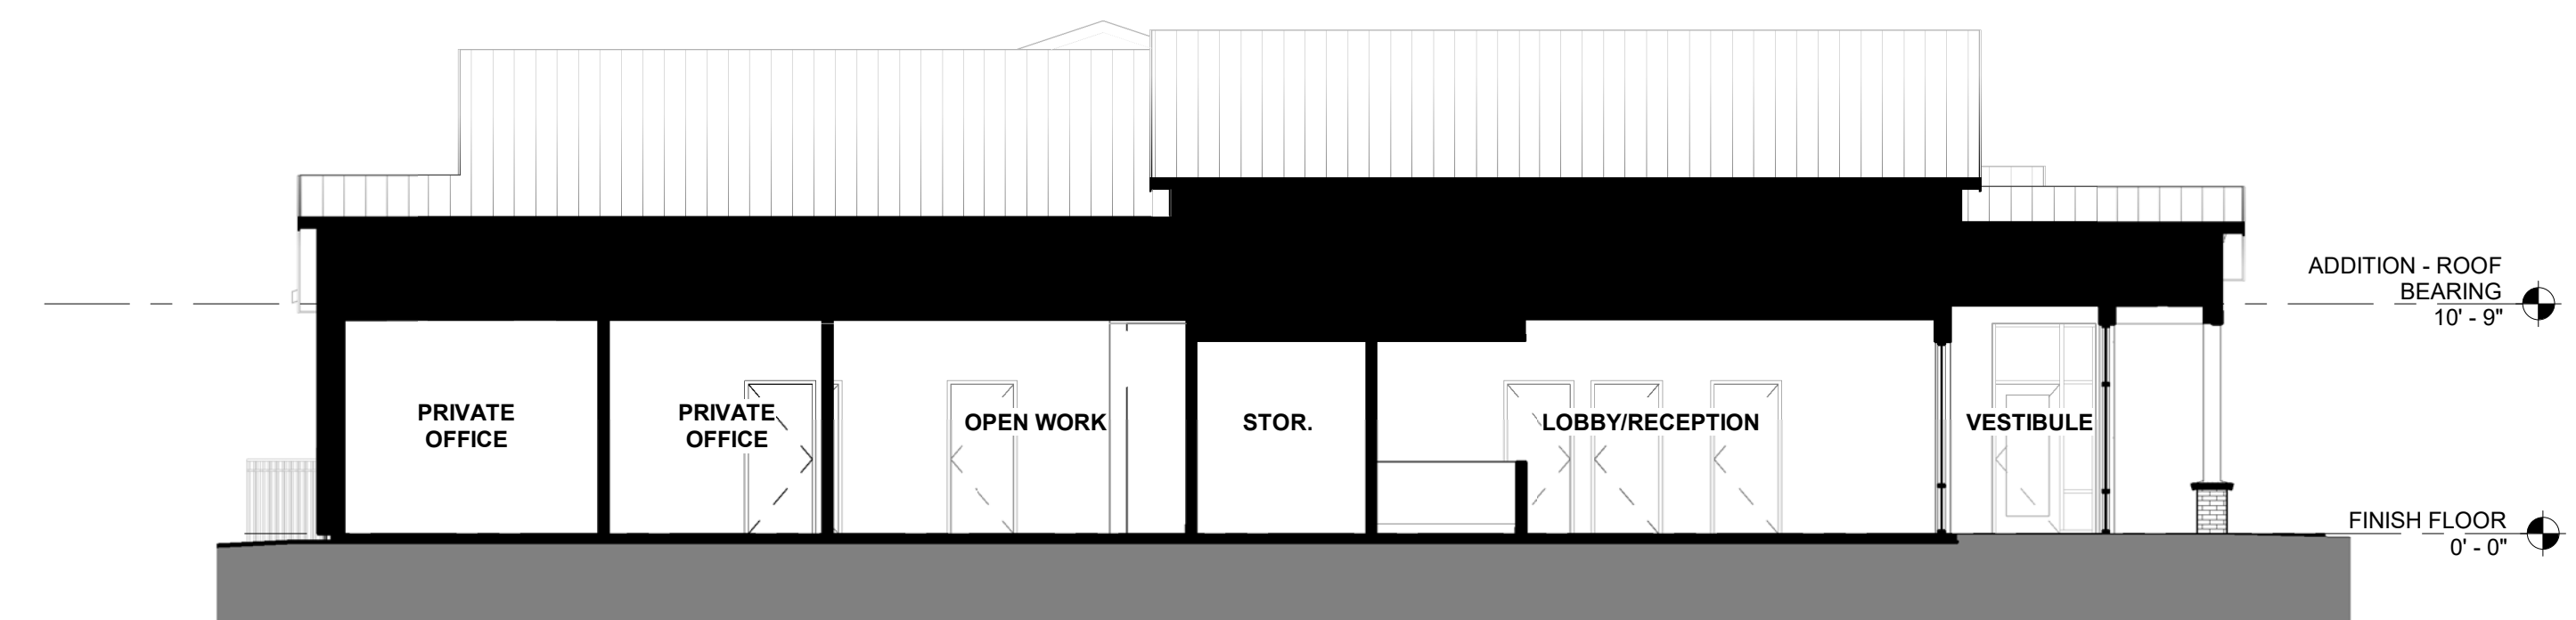 PRIVATE
OFFICE
PRIVATE
OFFICE
OPEN WORK
STOR.
LOBBY/RECEPTION
VESTIBULE
ADDITION - ROOF
BEARING
10' - 9"
FINISH FLOOR
0' - 0"